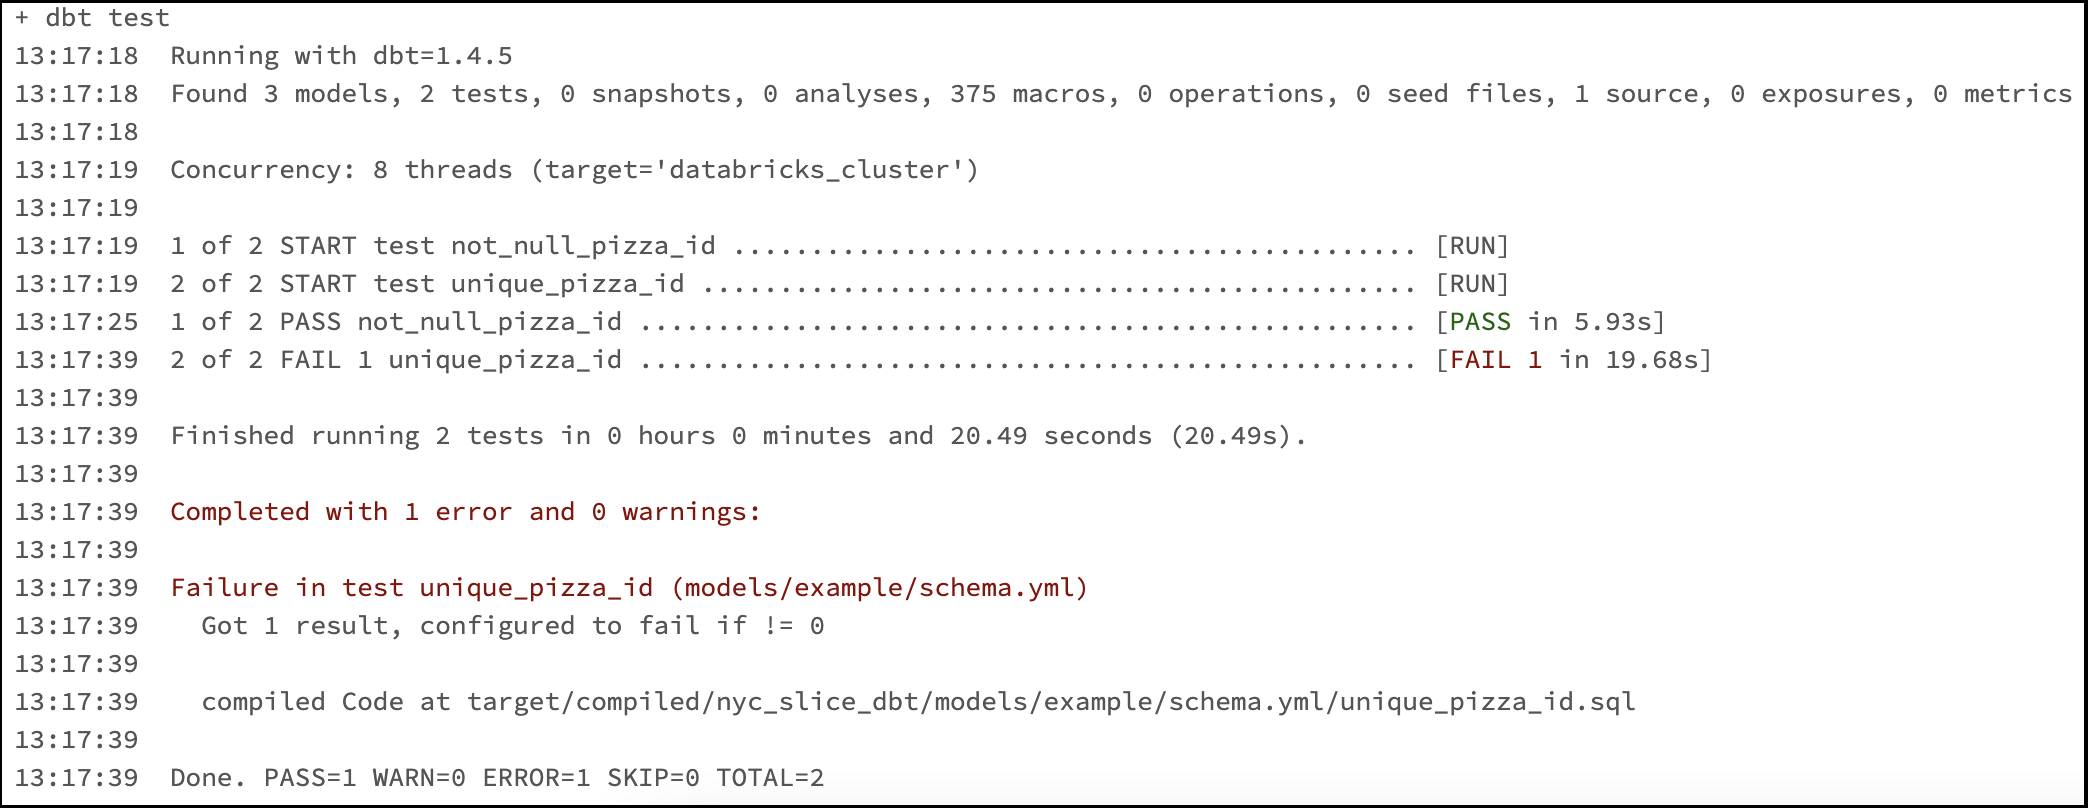 + dbt test
13:17:18  Running with dbt=1.4.5
13:17:18  Found 3 models, 2 tests, 0 snapshots, 0 analyses, 375 macros, 0 operations, 0 seed files, 1 source, 0 exposures, 0 metrics
13:17:18
13:17:19  Concurrency: 8 threads (target='databricks_cluster')
13:17:19
13:17:19  1 of 2 START test not_null_pizza_id ............................................ [RUN]
13:17:19  2 of 2 START test unique_pizza_id .............................................. [RUN]
13:17:25  1 of 2 PASS not_null_pizza_id .................................................. [PASS in 5.93s]
13:17:39  2 of 2 FAIL 1 unique_pizza_id .................................................. [FAIL 1 in 19.68s]
13:17:39
13:17:39  Finished running 2 tests in 0 hours 0 minutes and 20.49 seconds (20.49s).
13:17:39
13:17:39  Completed with 1 error and 0 warnings:
13:17:39
13:17:39  Failure in test unique_pizza_id (models/example/schema.yml)
13:17:39    Got 1 result, configured to fail if != 0
13:17:39
13:17:39    compiled Code at target/compiled/nyc_slice_dbt/models/example/schema.yml/unique_pizza_id.sql
13:17:39
13:17:39  Done. PASS=1 WARN=0 ERROR=1 SKIP=0 TOTAL=2